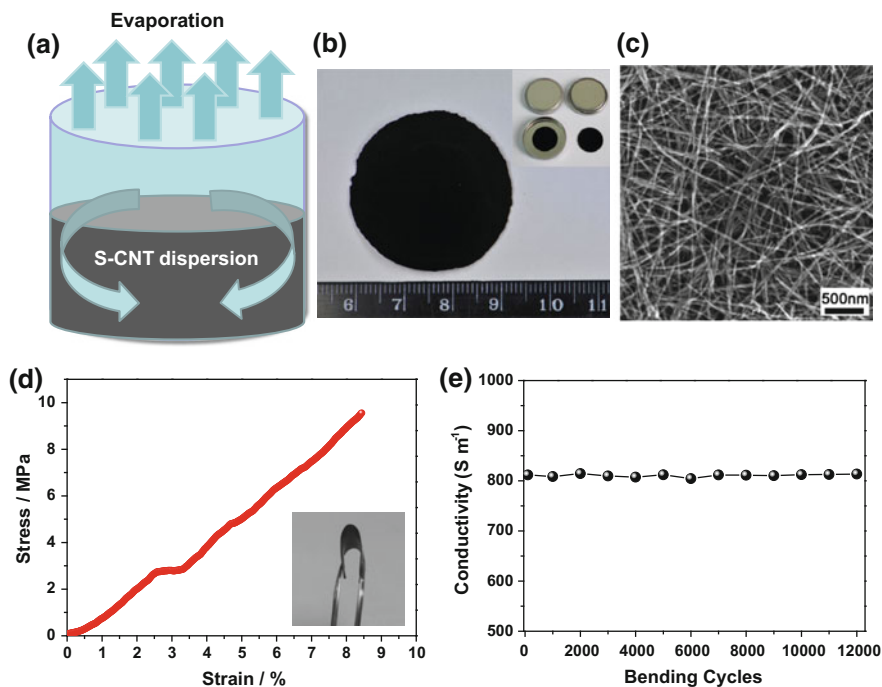 (a)
Evaporation
S-CNT dispersion
(b)
6 7 8 9 10 11
(c)
500nm
(d)
Stress / MPa
10
8
6
4
2
0
0 1 2 3 4 5 6 7 8 9 10
Strain / %
(e)
Conductivity (S m⁻¹)
1000
900
800
700
600
500
0 2000 4000 6000 8000 10000 12000
Bending Cycles